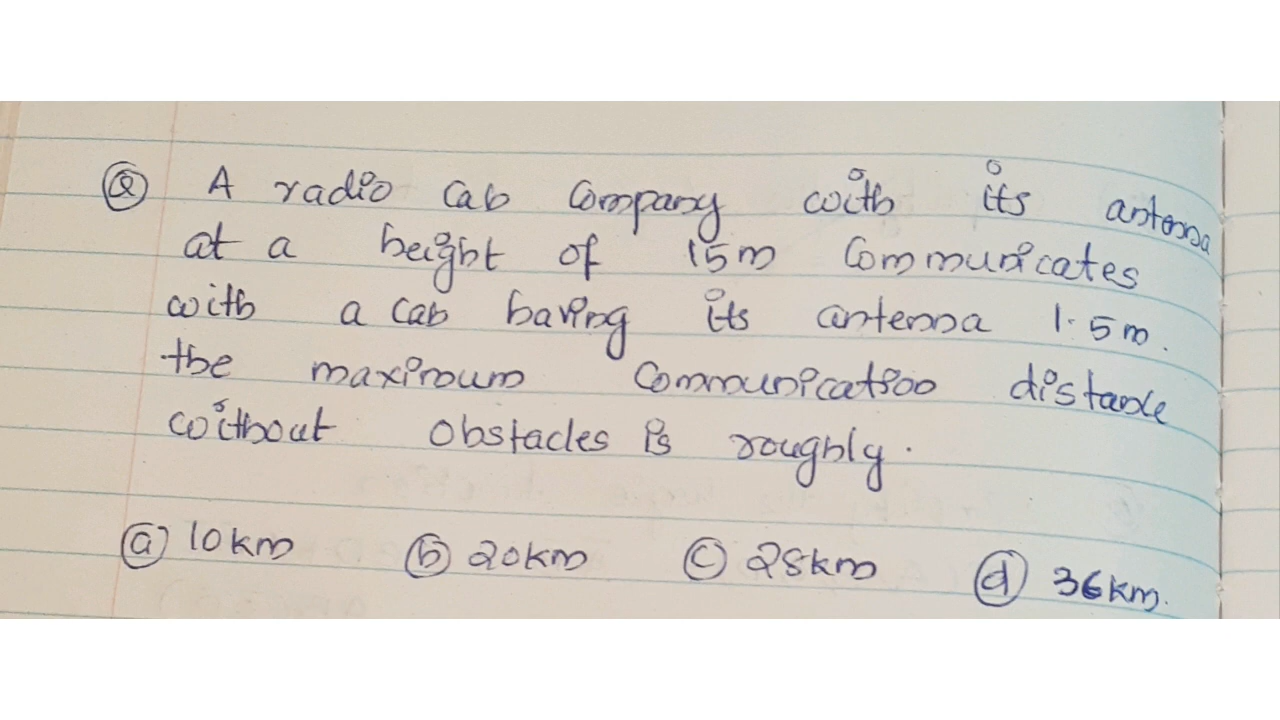 Q A radio Cab Company with its antenna
at a height of 15m Communicates
with a Cab having its antenna 1.5m.
the maximum Communication distance
without obstacles is roughly.
a 10km b 20km c 28km d 36km.